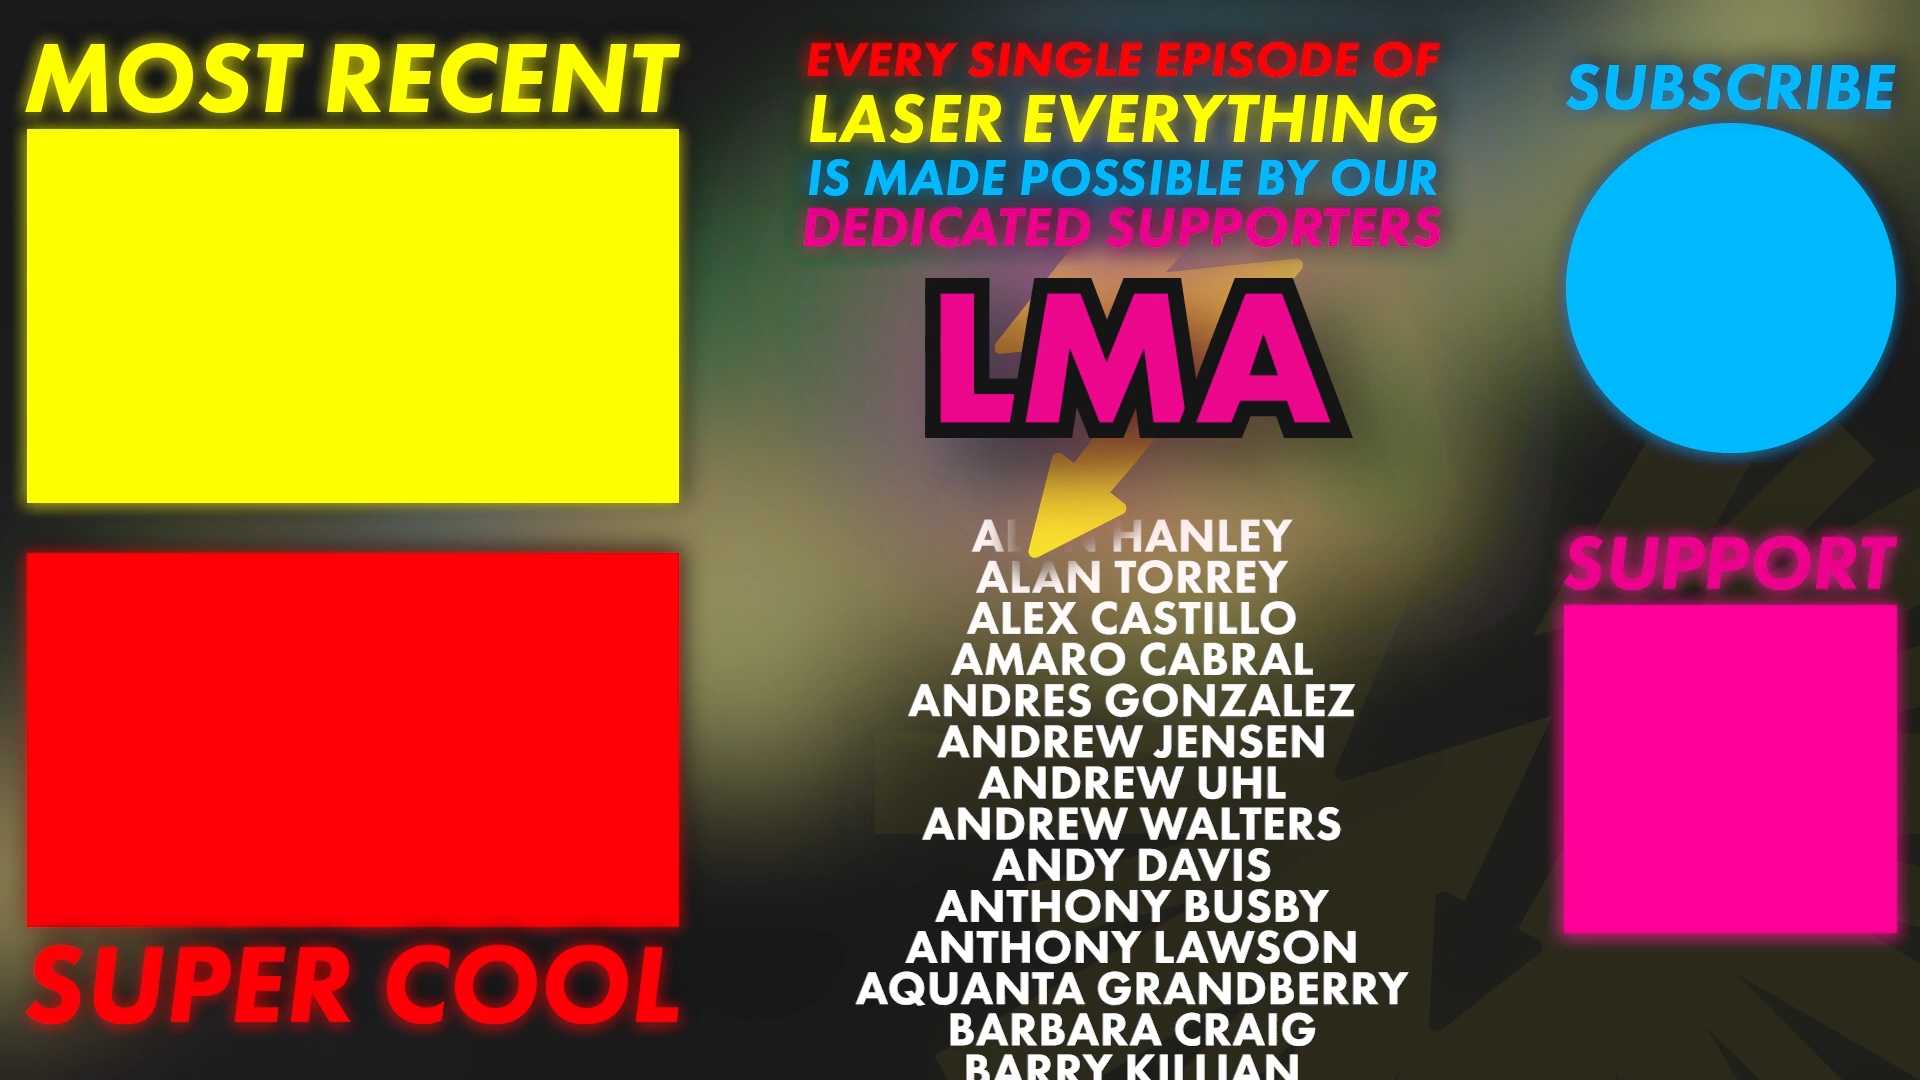 MOST RECENT
SUPER COOL
EVERY SINGLE EPISODE OF
LASER EVERYTHING
IS MADE POSSIBLE BY OUR
DEDICATED SUPPORTERS
LMA
HANLEY
ALAN TORREY
ALEX CASTILLO
AMARO CABRAL
ANDRES GONZALEZ
ANDREW JENSEN
ANDREW UHL
ANDREW WALTERS
ANDY DAVIS
ANTHONY BUSBY
ANTHONY LAWSON
AQUANTA GRANDBERRY
BARBARA CRAIG
BARRY KILLIAN
SUBSCRIBE
SUPPORT